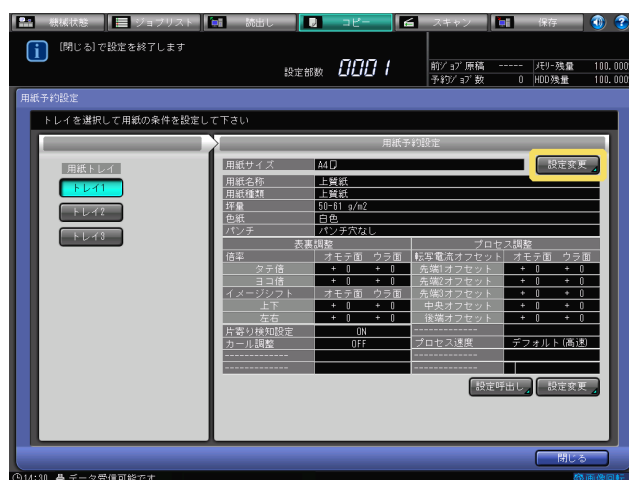 機械状態 ジョブリスト 読出し コピー スキャン 保存
[閉じる]で設定を終了します
設定部数 0001
前ジョブ原稿 ----- メモリー残量 100.000
予約ジョブ数 0 HDD残量 100.000
用紙予約設定
トレイを選択して用紙の条件を設定して下さい
用紙トレイ
トレイ1
トレイ2
トレイ3
用紙予約設定
用紙サイズ A4 設定変更
用紙名称 上質紙
用紙種類 上質紙
坪量 50-61 g/m2
色紙 白色
パンチ パンチ穴なし
表裏調整 プロセス調整
倍率 オモテ面 ウラ面 転写電流オフセット オモテ面 ウラ面
タテ倍 + 0 + 0 先端1オフセット + 0 + 0
ヨコ倍 + 0 + 0 先端2オフセット + 0 + 0
イメージシフト オモテ面 ウラ面 先端3オフセット + 0 + 0
上下 + 0 + 0 中央オフセット + 0 + 0
左右 + 0 + 0 後端オフセット + 0 + 0
片寄り検知設定 ON -------------
カール調整 OFF プロセス速度 デフォルト(高速)
------------- -------------
------------- -------------
設定呼出し 設定変更
閉じる
14:30 データ受信可能です 画像回転